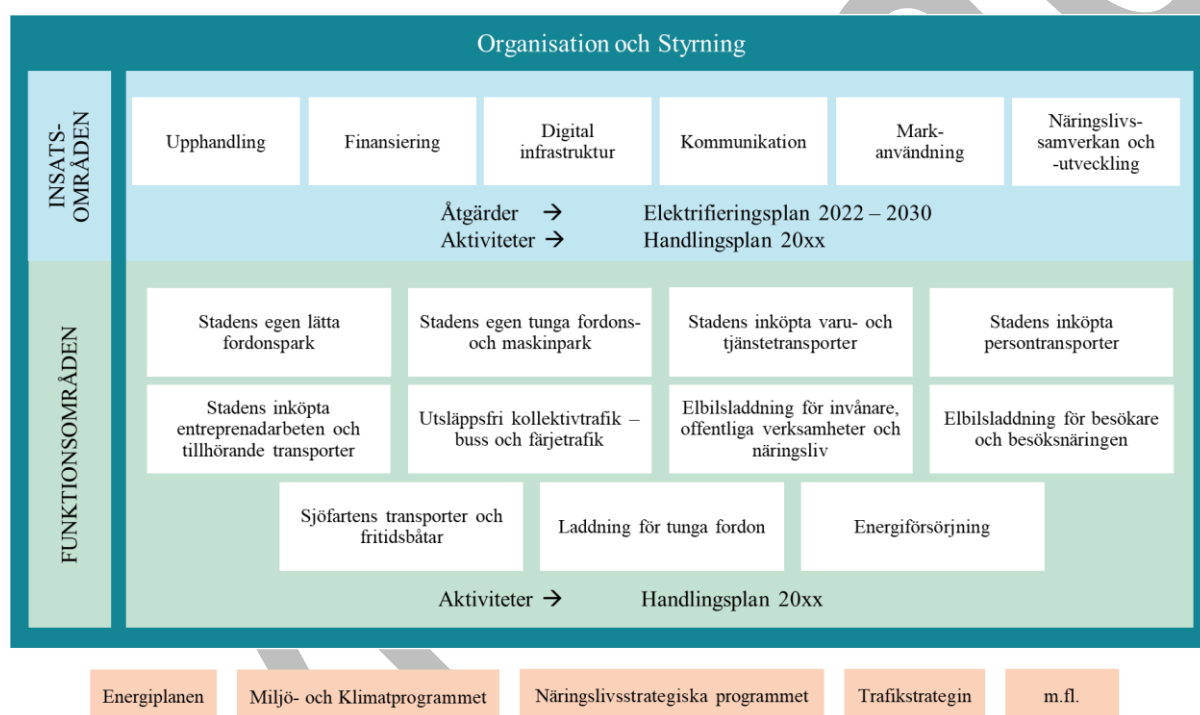 Organisation och Styrning
INSATS-
OMRÅDEN
Upphandling
Finansiering
Digital
infrastruktur
Kommunikation
Mark-
användning
Näringslivs-
samverkan och
-utveckling
Åtgärder → Elektrifieringsplan 2022 – 2030
Aktiviteter → Handlingsplan 20xx
FUNKTIONSOMRÅDEN
Stadens egen lätta
fordonspark
Stadens egen tunga fordons-
och maskinpark
Stadens inköpta varu- och
tjänstetransporter
Stadens inköpta
persontransporter
Stadens inköpta
entreprenadarbeten och
tillhörande transporter
Utsläppsfri kollektivtrafik –
buss och färjetrafik
Elbilsladdning för invånare,
offentliga verksamheter och
näringsliv
Elbilsladdning för besökare
och besöksnäringen
Sjöfartens transporter och
fritidsbåtar
Laddning för tunga fordon
Energiförsörjning
Aktiviteter → Handlingsplan 20xx
Energiplanen
Miljö- och Klimatprogrammet
Näringslivsstrategiska programmet
Trafikstrategin
m.fl.